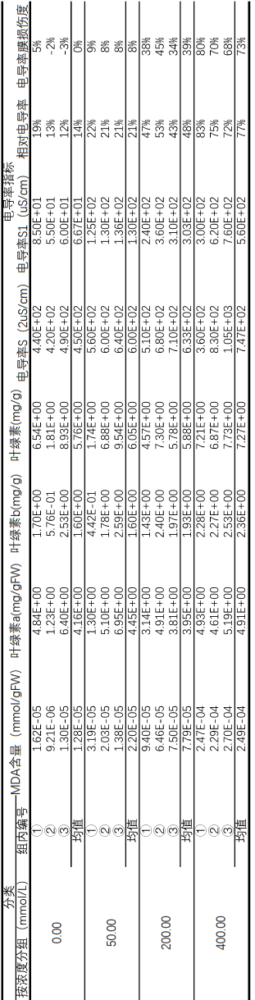 分类 电导率指标
按浓度分组（mmol/L） 组内编号 MDA含量（mmol/gFW） 叶绿素a(mg/gFW) 叶绿素b(mg/g) 叶绿素(mg/g) 电导率S（2uS/cm） 电导率S1（uS/cm） 相对电导率 电导率膜损伤度
0.00 ① 1.62E-05 4.84E+00 1.70E+00 6.54E+00 4.40E+02 8.50E+01 19% 5%
② 9.21E-06 1.23E+00 5.76E-01 1.81E+00 4.20E+02 5.50E+01 13% -2%
③ 1.30E-05 6.40E+00 2.53E+00 8.93E+00 4.90E+02 6.00E+01 12% -3%
均值 1.28E-05 4.16E+00 1.60E+00 5.76E+00 4.50E+02 6.67E+01 14% 0%
50.00 ① 3.19E-05 1.30E+00 4.42E-01 1.74E+00 5.60E+02 1.25E+02 22% 9%
② 2.03E-05 5.10E+00 1.78E+00 6.88E+00 6.00E+02 1.30E+02 21% 8%
③ 1.38E-05 6.95E+00 2.59E+00 9.54E+00 6.40E+02 1.36E+02 21% 8%
均值 2.20E-05 4.45E+00 1.60E+00 6.05E+00 6.00E+02 1.30E+02 21% 8%
200.00 ① 9.40E-05 3.14E+00 1.43E+00 4.57E+00 5.10E+02 2.40E+02 47% 38%
② 6.46E-05 4.91E+00 2.40E+00 7.30E+00 6.80E+02 3.60E+02 53% 45%
③ 7.50E-05 3.81E+00 1.97E+00 5.78E+00 7.10E+02 3.10E+02 43% 34%
均值 7.79E-05 3.95E+00 1.93E+00 5.88E+00 6.33E+02 3.03E+02 48% 39%
400.00 ① 2.47E-04 4.93E+00 2.28E+00 7.21E+00 3.60E+02 3.00E+02 83% 80%
② 2.29E-04 4.61E+00 2.27E+00 6.87E+00 8.30E+02 6.20E+02 75% 70%
③ 2.70E-04 5.19E+00 2.53E+00 7.73E+00 1.05E+03 7.60E+02 72% 68%
均值 2.49E-04 4.91E+00 2.36E+00 7.27E+00 7.47E+02 5.60E+02 77% 73%